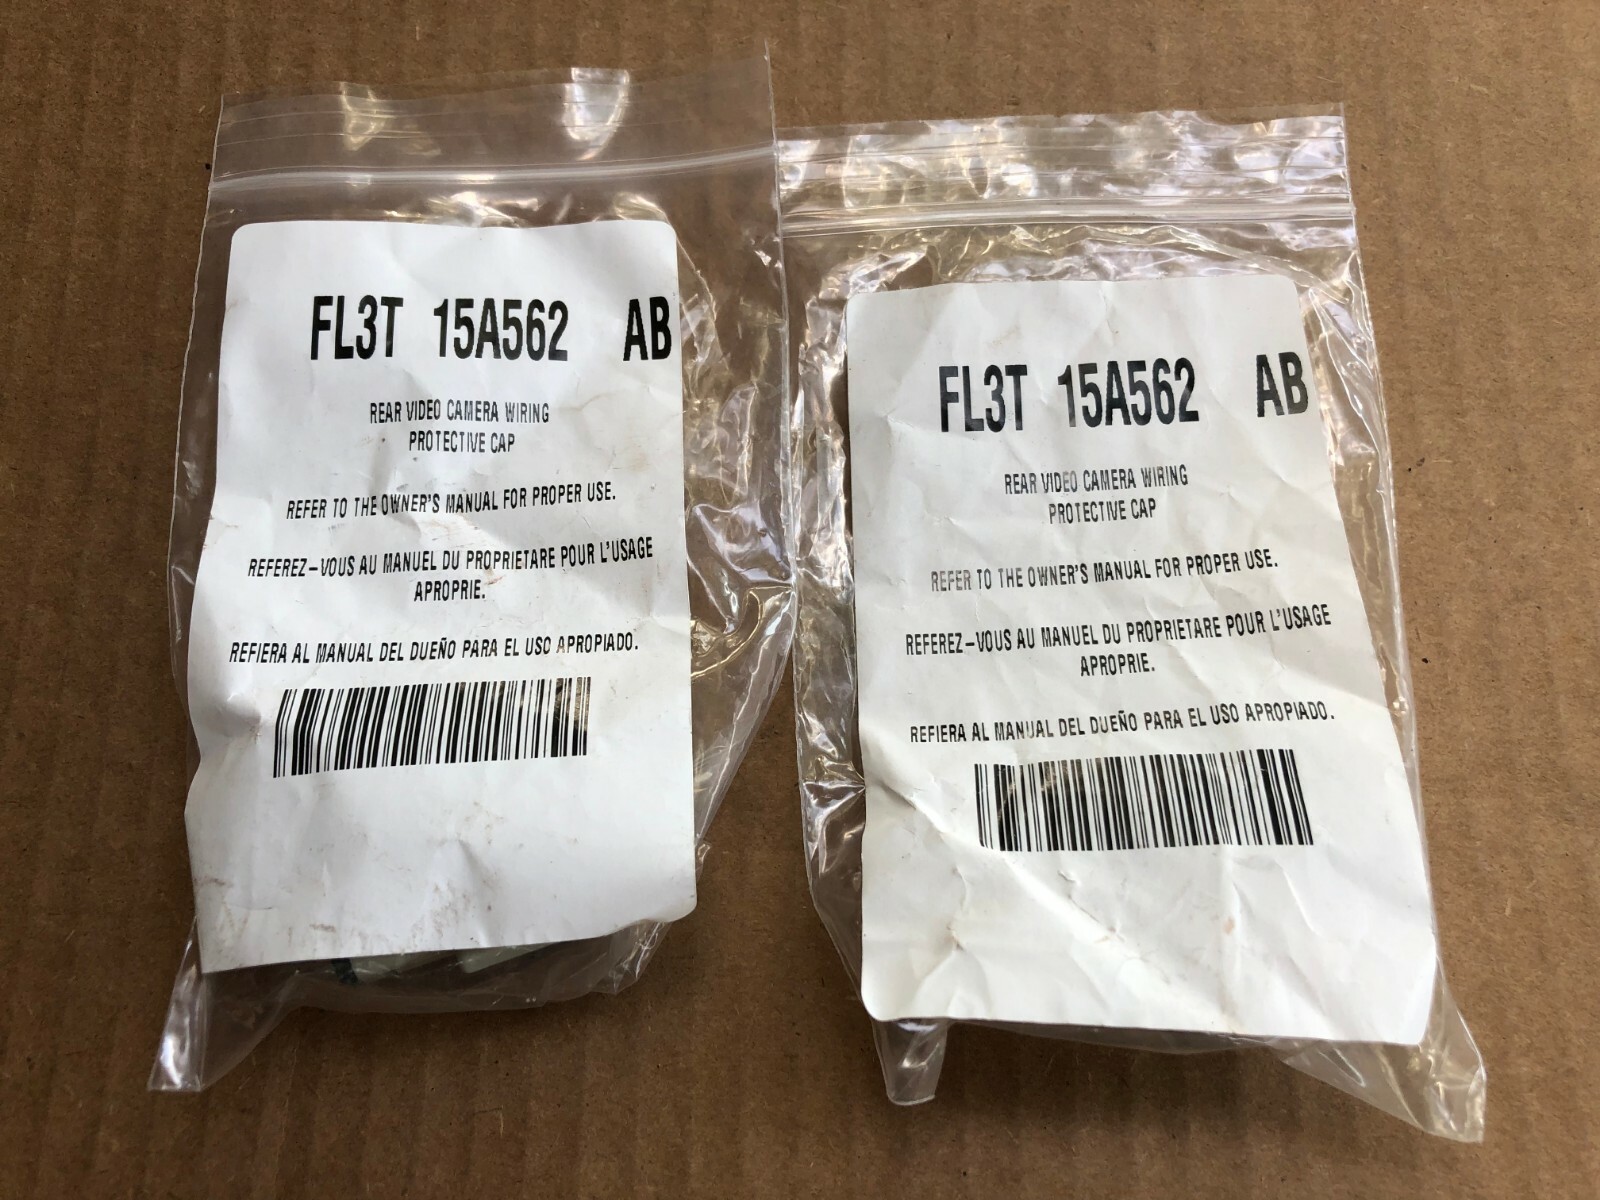 FL3T 15A562 AB
REAR VIDEO CAMERA WIRING
PROTECTIVE CAP
REFER TO THE OWNER'S MANUAL FOR PROPER USE.
REFEREZ-VOUS AU MANUEL DU PROPRIETARE POUR L'USAGE
APROPRIE.
REFIERA AL MANUAL DEL DUEÑO PARA EL USO APROPIADO.
FL3T 15A562 AB
REAR VIDEO CAMERA WIRING
PROTECTIVE CAP
REFER TO THE OWNER'S MANUAL FOR PROPER USE.
REFEREZ-VOUS AU MANUEL DU PROPRIETARE POUR L'USAGE
APROPRIE.
REFIERA AL MANUAL DEL DUEÑO PARA EL USO APROPIADO.